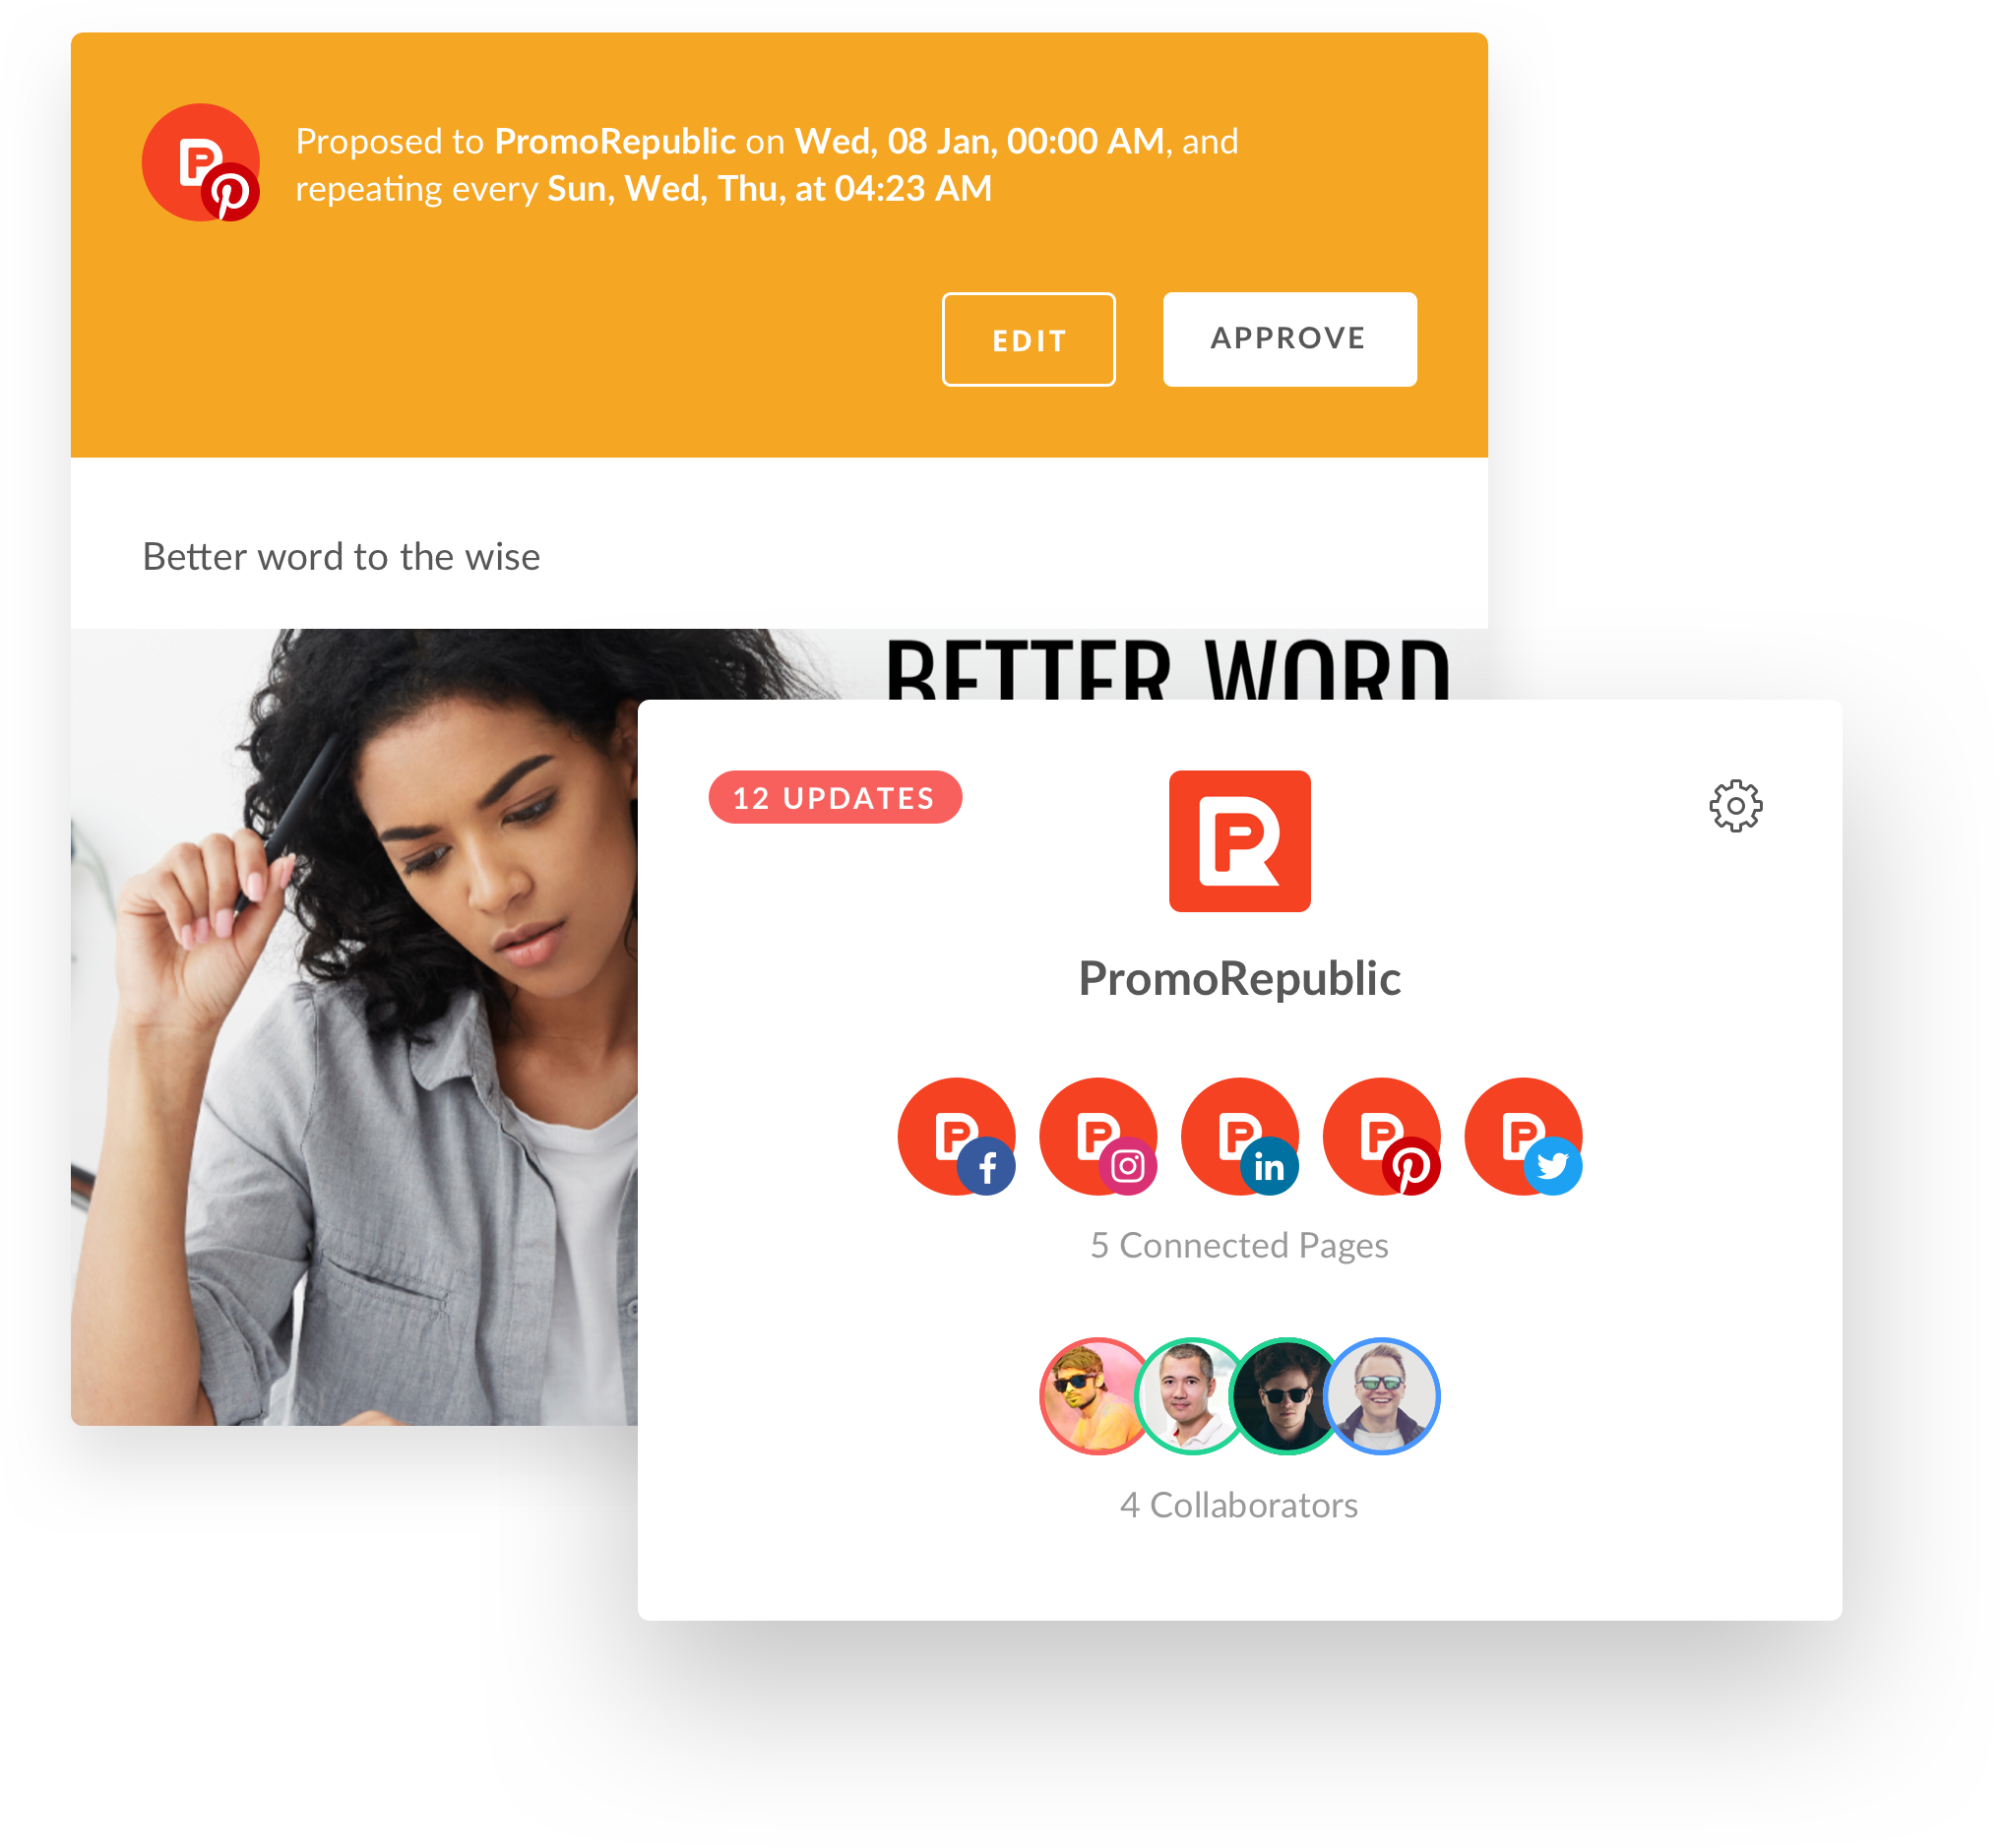 Proposed to PromoRepublic on Wed, 08 Jan, 00:00 AM, and
repeating every Sun, Wed, Thu, at 04:23 AM
EDIT
APPROVE
Better word to the wise
BETTER WORD
12 UPDATES
PromoRepublic
5 Connected Pages
4 Collaborators